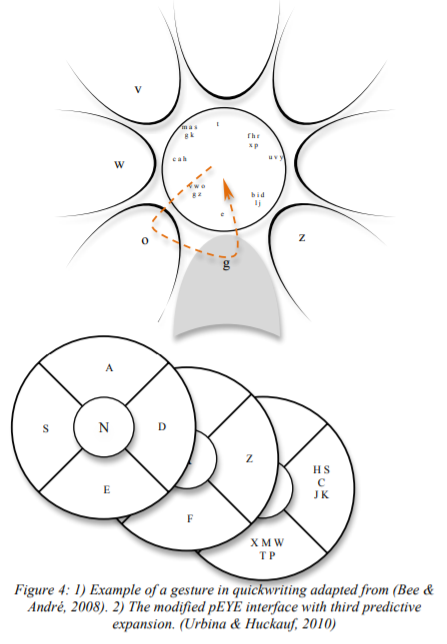 v
t
m a s
g k
f h r
x p
w
c a h
u v y
w o
g z
b i d
l j
e
o
g
z
A
S N D
E
Z
F
H S
C
J K
X M W
T P
Figure 4: 1) Example of a gesture in quickwriting adapted from (Bee &
André, 2008). 2) The modified pEYE interface with third predictive
expansion. (Urbina & Huckauf, 2010)